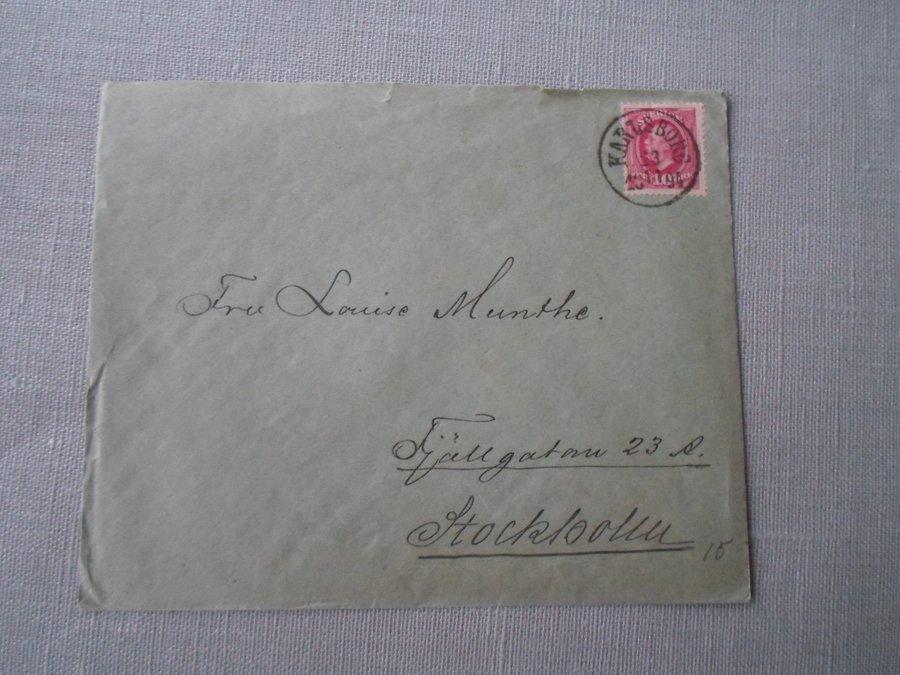 KARLSBORG
Fru Louise Munthe.
Fjällgatan 23 A.
Stockholm
15